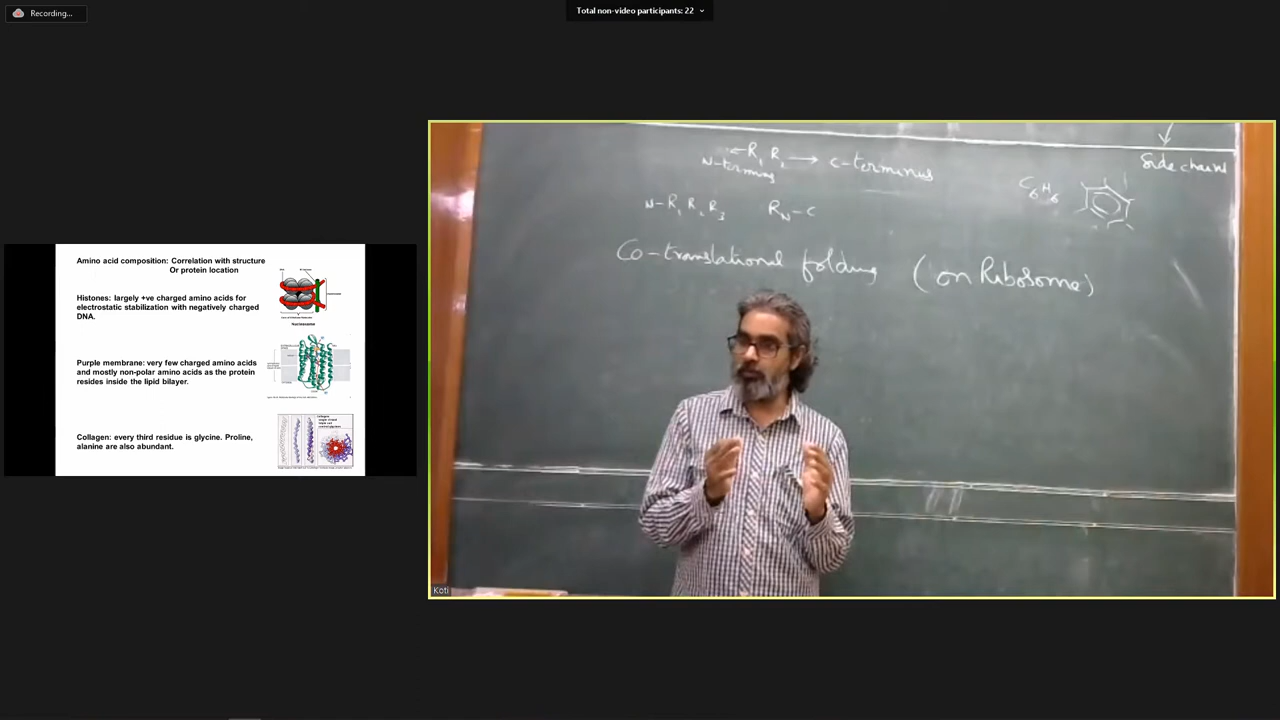 Recording...
Total non-video participants: 22
Amino acid composition: Correlation with structure
Or protein location
Histones: largely +ve charged amino acids for
electrostatic stabilization with negatively charged
DNA.
Nucleosome
Purple membrane: very few charged amino acids
and mostly non-polar amino acids as the protein
resides inside the lipid bilayer.
Collagen: every third residue is glycine. Proline,
alanine are also abundant.
Side chains
N-terminus ← R₁ R₂ → C-terminus
C₆H₆
N-R₁ R₂ R₃ R_N-C
Co-translational folding (on Ribosome)
Koti